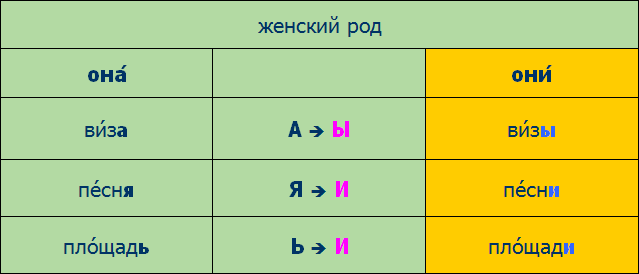 женский род
она́ они́
ви́за А ➔ Ы ви́зы
пе́сня Я ➔ И пе́сни
пло́щадь Ь ➔ И пло́щади